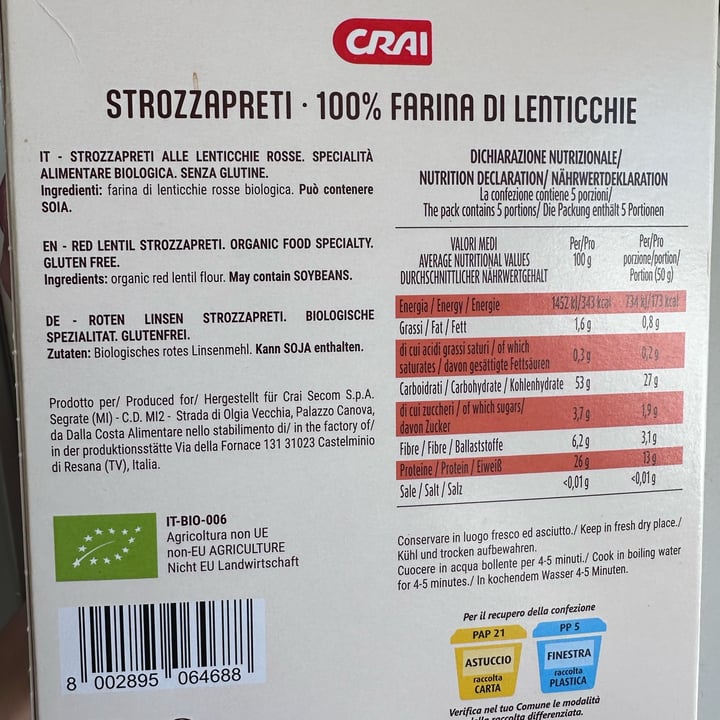 CRAI
STROZZAPRETI · 100% FARINA DI LENTICCHIE
IT - STROZZAPRETI ALLE LENTICCHIE ROSSE. SPECIALITÀ
ALIMENTARE BIOLOGICA. SENZA GLUTINE.
Ingredienti: farina di lenticchie rosse biologica. Può contenere
SOIA.
EN - RED LENTIL STROZZAPRETI. ORGANIC FOOD SPECIALTY.
GLUTEN FREE.
Ingredients: organic red lentil flour. May contain SOYBEANS.
DE - ROTEN LINSEN STROZZAPRETI. BIOLOGISCHE
SPEZIALITAT. GLUTENFREI.
Zutaten: Biologisches rotes Linsenmehl. Kann SOJA enthalten.
Prodotto per/ Produced for/ Hergestellt für Crai Secom S.p.A.
Segrate (MI) - C.D. MI2 - Strada di Olgia Vecchia, Palazzo Canova,
da Dalla Costa Alimentare nello stabilimento di/ in the factory of/
in der produktionsstätte Via della Fornace 131 31023 Castelminio
di Resana (TV), Italia.
IT-BIO-006
Agricoltura non UE
non-EU AGRICULTURE
Nicht EU Landwirtschaft
8 002895 064688
DICHIARAZIONE NUTRIZIONALE/
NUTRITION DECLARATION/ NÄHRWERTDEKLARATION
La confezione contiene 5 porzioni/
The pack contains 5 portions/ Die Packung enthält 5 Portionen
VALORI MEDI Per/Pro Per/Pro
AVERAGE NUTRITIONAL VALUES 100 g porzione/portion/
DURCHSCHNITTLICHER NÄHRWERTGEHALT Portion (50 g)
Energia / Energy / Energie 1452 kJ/343 kcal 734 kJ/173 kcal
Grassi / Fat / Fett 1,6 g 0,8 g
di cui acidi grassi saturi / of which
saturates / davon gesättigte Fettsäuren 0,3 g 0,2 g
Carboidrati / Carbohydrate / Kohlenhydrate 53 g 27 g
di cui zuccheri / of which sugars/
davon Zucker 3,7 g 1,9 g
Fibre / Fibre / Ballaststoffe 6,2 g 3,1 g
Proteine / Protein / Eiweiß 26 g 13 g
Sale / Salt / Salz <0,01 g <0,01 g
Conservare in luogo fresco ed asciutto./ Keep in fresh dry place./
Kühl und trocken aufbewahren.
Cuocere in acqua bollente per 4-5 minuti./ Cook in boiling water
for 4-5 minutes./ In kochendem Wasser 4-5 Minuten.
Per il recupero della confezione
PAP 21
ASTUCCIO
raccolta
CARTA
PP 5
FINESTRA
raccolta
PLASTICA
Verifica nel tuo Comune le modalità
della raccolta differenziata.